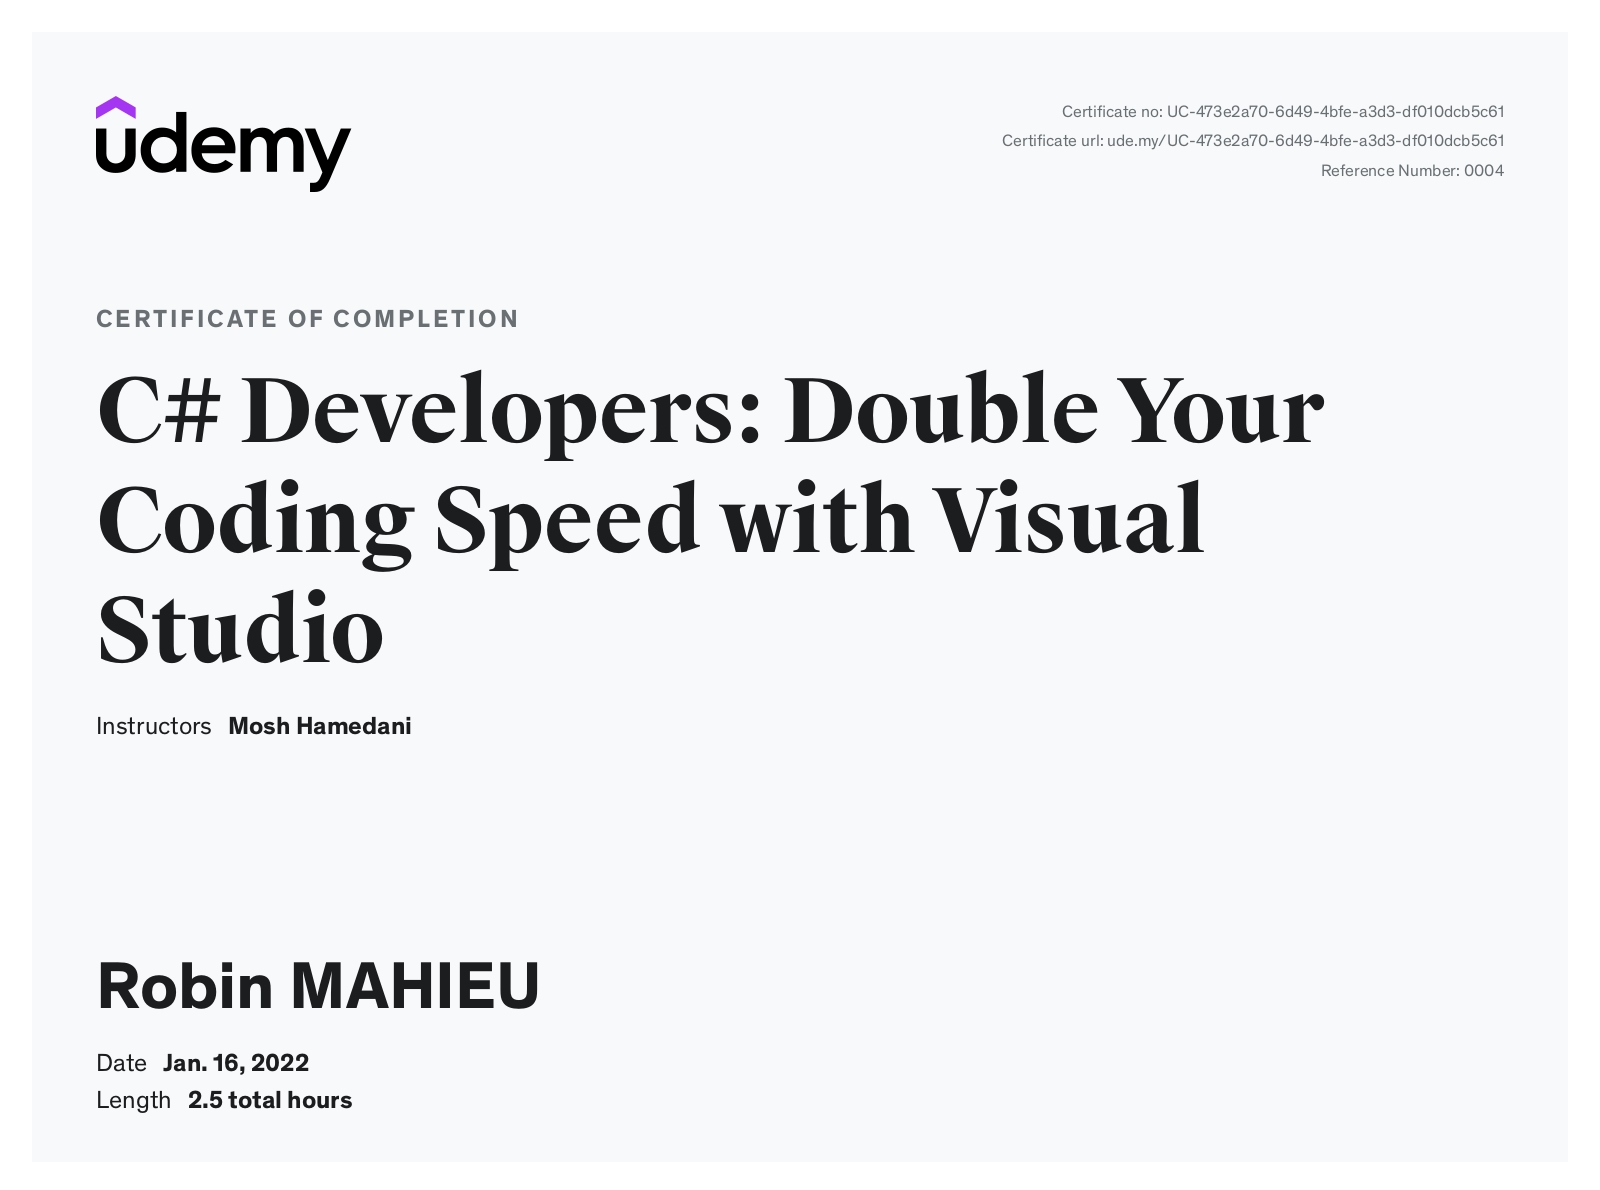 udemy
Certificate no: UC-473e2a70-6d49-4bfe-a3d3-df010dcb5c61
Certificate url: ude.my/UC-473e2a70-6d49-4bfe-a3d3-df010dcb5c61
Reference Number: 0004
CERTIFICATE OF COMPLETION
C# Developers: Double Your
Coding Speed with Visual
Studio
Instructors Mosh Hamedani
Robin MAHIEU
Date Jan. 16, 2022
Length 2.5 total hours